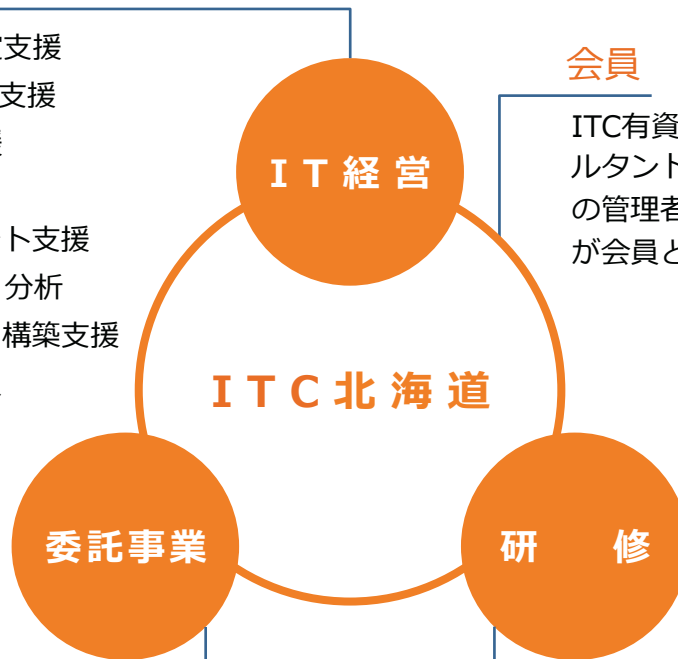 定支援
支援
援
ト支援
分析
構築支援
IT経営
会員
ITC有資
ルタント
の管理者
が会員と
ITC北海道
委託事業
研 修